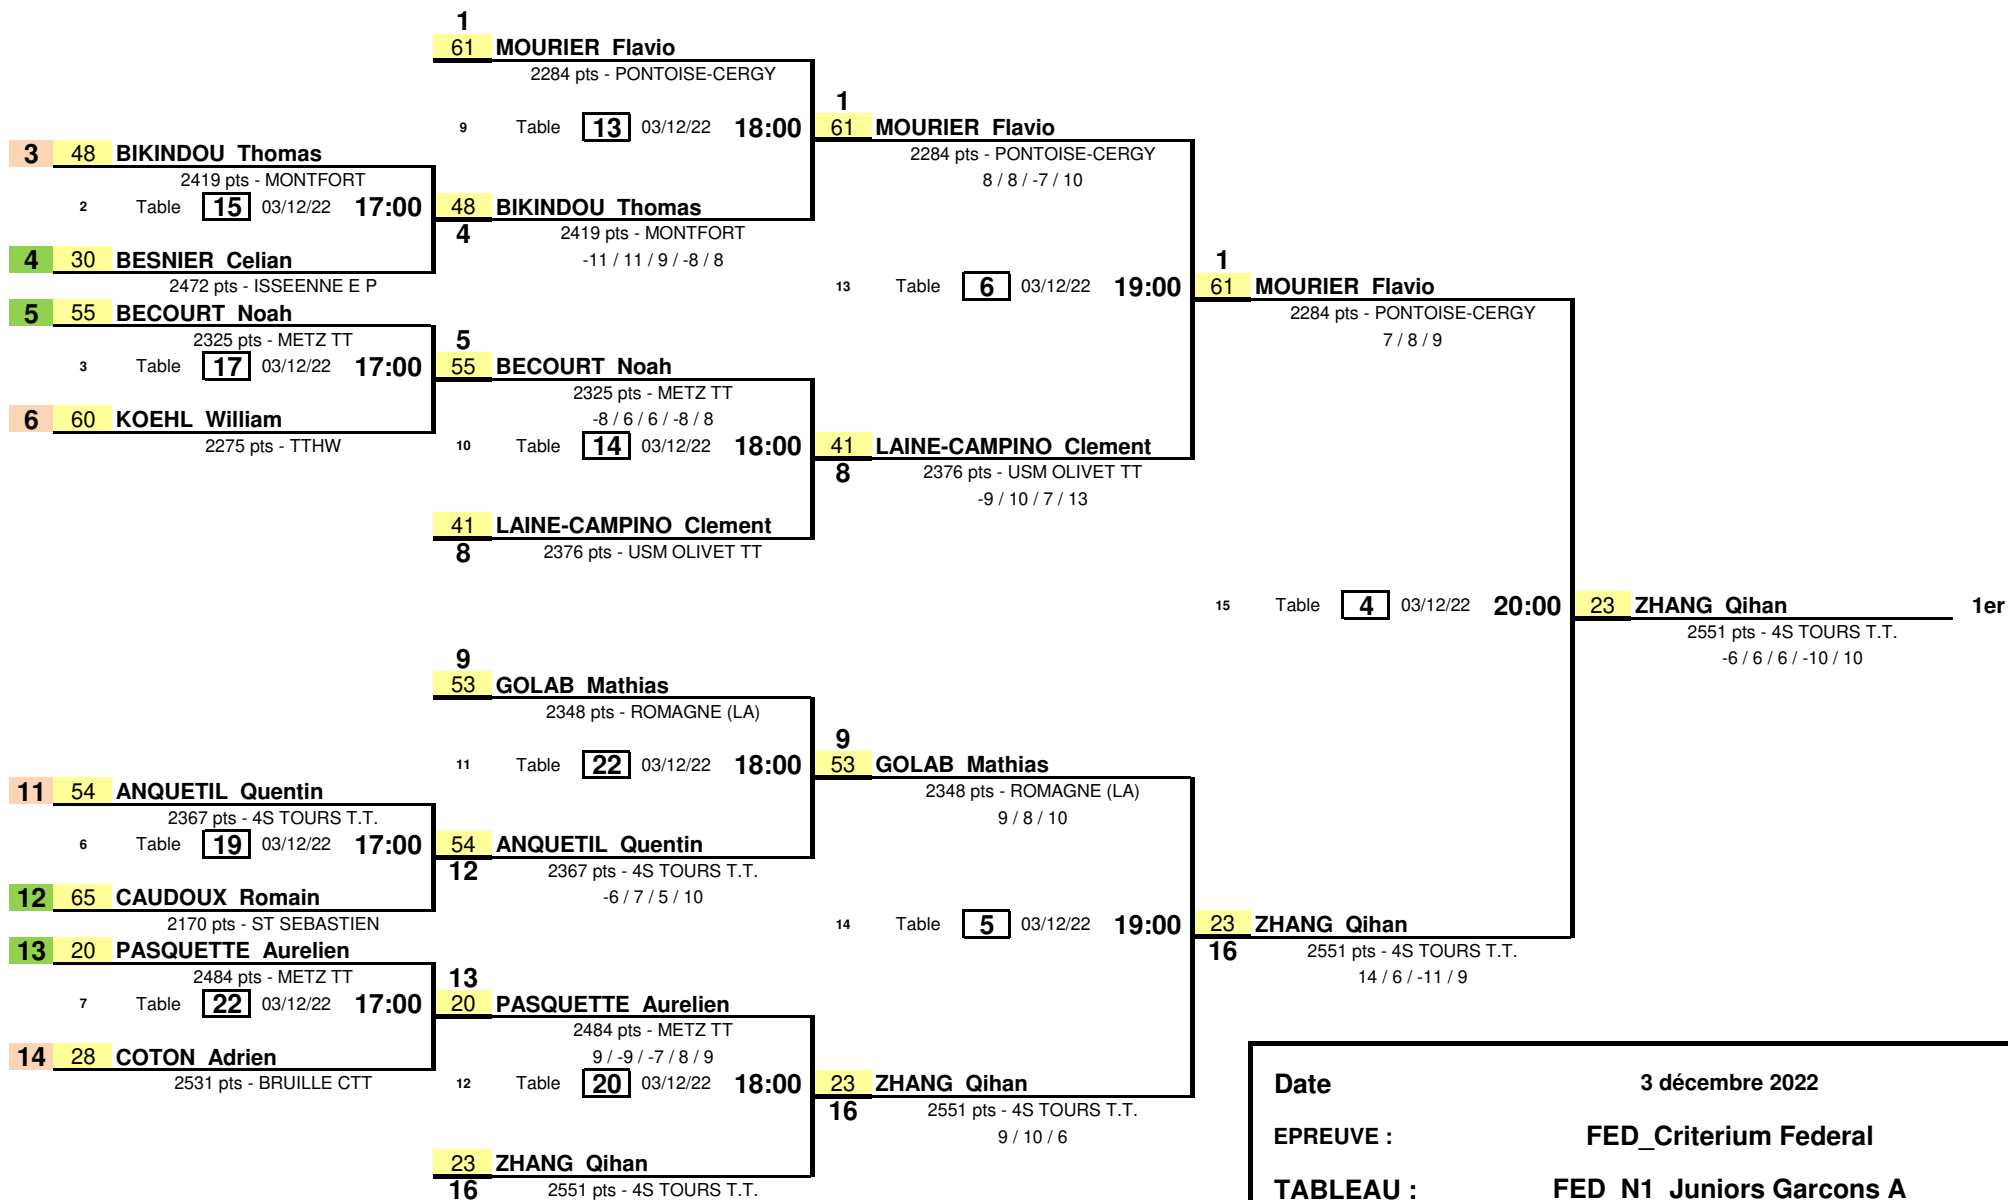 1
61 MOURIER Flavio
2284 pts - PONTOISE-CERGY
1
9 Table 13 03/12/22 18:00 61 MOURIER Flavio
3 48 BIKINDOU Thomas 2284 pts - PONTOISE-CERGY
2419 pts - MONTFORT 8 / 8 / -7 / 10
2 Table 15 03/12/22 17:00 48 BIKINDOU Thomas
4 2419 pts - MONTFORT
4 30 BESNIER Celian -11 / 11 / 9 / -8 / 8 1
2472 pts - ISSEENNE E P 13 Table 6 03/12/22 19:00 61 MOURIER Flavio
5 55 BECOURT Noah 2284 pts - PONTOISE-CERGY
2325 pts - METZ TT 5 7 / 8 / 9
3 Table 17 03/12/22 17:00 55 BECOURT Noah
2325 pts - METZ TT
6 60 KOEHL William -8 / 6 / 6 / -8 / 8
2275 pts - TTHW 10 Table 14 03/12/22 18:00 41 LAINE-CAMPINO Clement
8 2376 pts - USM OLIVET TT
-9 / 10 / 7 / 13
41 LAINE-CAMPINO Clement
8 2376 pts - USM OLIVET TT
15 Table 4 03/12/22 20:00 23 ZHANG Qihan 1er
2551 pts - 4S TOURS T.T.
9 -6 / 6 / 6 / -10 / 10
53 GOLAB Mathias
2348 pts - ROMAGNE (LA)
9
11 Table 22 03/12/22 18:00 53 GOLAB Mathias
11 54 ANQUETIL Quentin 2348 pts - ROMAGNE (LA)
2367 pts - 4S TOURS T.T. 9 / 8 / 10
6 Table 19 03/12/22 17:00 54 ANQUETIL Quentin
12 2367 pts - 4S TOURS T.T.
12 65 CAUDOUX Romain -6 / 7 / 5 / 10
2170 pts - ST SEBASTIEN 14 Table 5 03/12/22 19:00 23 ZHANG Qihan
13 20 PASQUETTE Aurelien 16 2551 pts - 4S TOURS T.T.
2484 pts - METZ TT 13 14 / 6 / -11 / 9
7 Table 22 03/12/22 17:00 20 PASQUETTE Aurelien
2484 pts - METZ TT
14 28 COTON Adrien 9 / -9 / -7 / 8 / 9
2531 pts - BRUILLE CTT 12 Table 20 03/12/22 18:00 23 ZHANG Qihan
16 2551 pts - 4S TOURS T.T.
9 / 10 / 6
23 ZHANG Qihan
16 2551 pts - 4S TOURS T.T.
Date 3 décembre 2022
EPREUVE : FED_Criterium Federal
TABLEAU : FED_N1_Juniors Garcons A